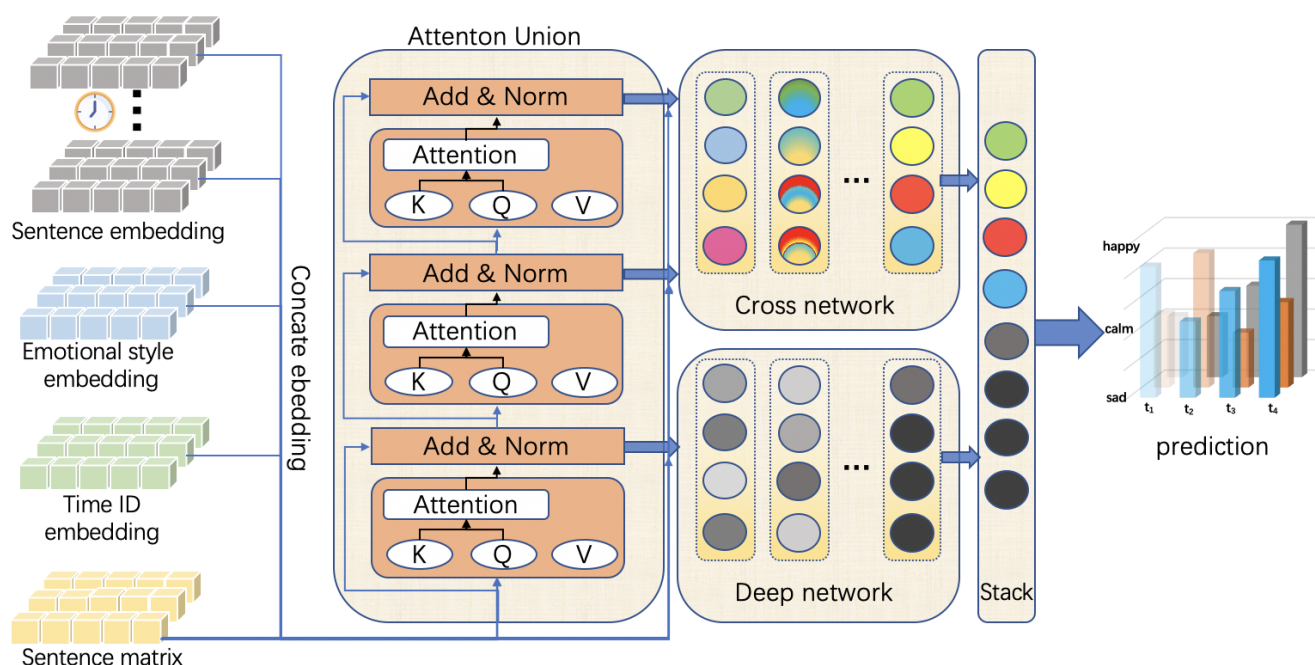 Attenton Union
Add & Norm
Attention
K Q V
Add & Norm
Attention
K Q V
Add & Norm
Attention
K Q V
Sentence embedding
Emotional style
embedding
Time ID
embedding
Sentence matrix
Concate ebedding
...
Cross network
...
Deep network
Stack
happy
calm
sad
t₁ t₂ t₃ t₄
prediction